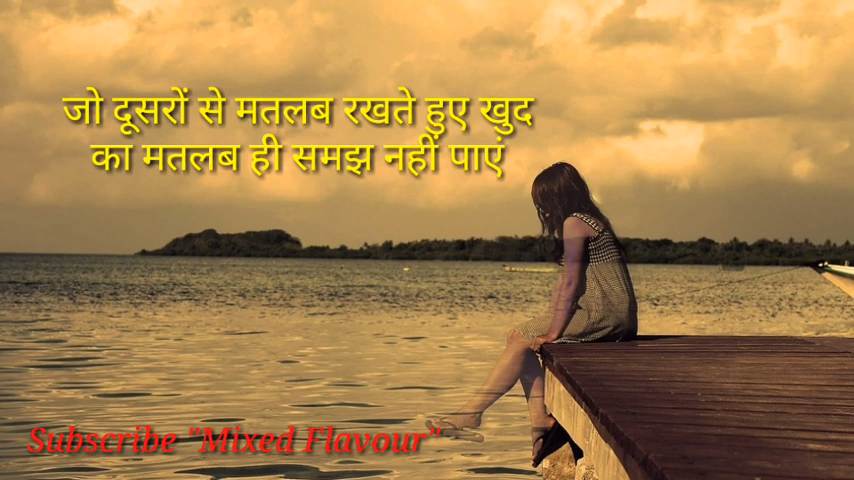 जो दूसरों से मतलब रखते हुए खुद
का मतलब ही समझ नहीं पाएं
Subscribe "Mixed Flavour"